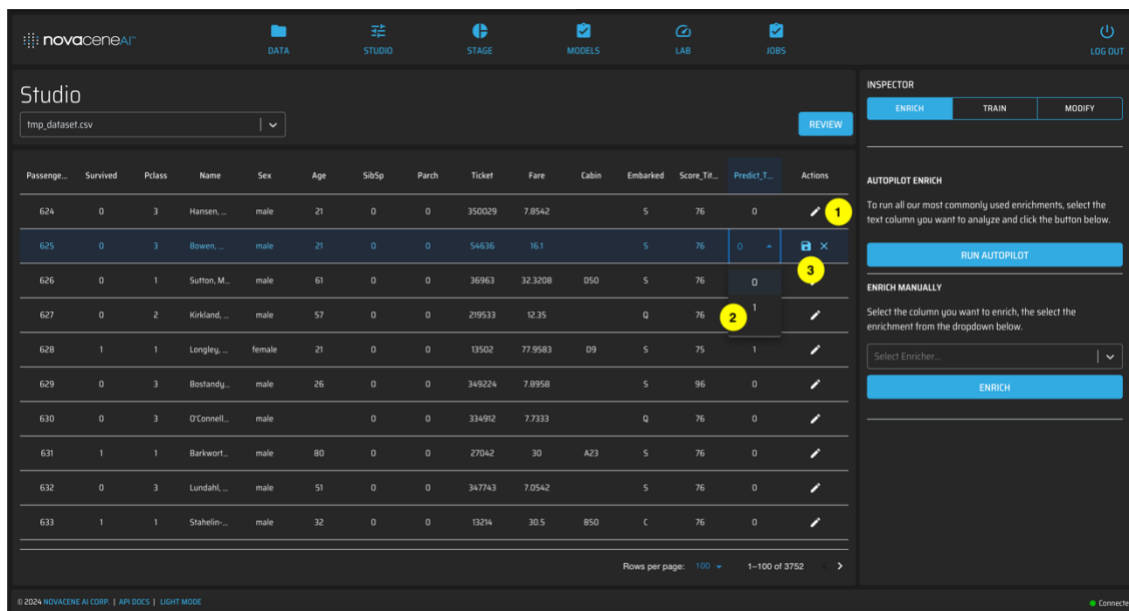 novaceneAI™
DATA STUDIO STAGE MODELS LAB JOBS LOG OUT
Studio
tmp_dataset.csv
REVIEW
Passenge... Survived Pclass Name Sex Age SibSp Parch Ticket Fare Cabin Embarked Score_Tit... Predict_T... Actions
624 0 3 Hansen, ... male 21 0 0 350029 7.8542 S 76 0 1
625 0 3 Bowen, ... male 21 0 0 54636 16.1 S 76 0
626 0 1 Sutton, M... male 61 0 0 36963 32.3208 D50 S 76 0 3
627 0 2 Kirkland, ... male 57 0 0 219533 12.35 Q 76 2 1
628 1 1 Longley, ... female 21 0 0 13502 77.9583 D9 S 75 1
629 0 3 Bostandy... male 26 0 0 349224 7.8958 S 96 0
630 0 3 O'Connell... male 0 0 334912 7.7333 Q 76 0
631 1 1 Barkwort... male 80 0 0 27042 30 A23 S 76 0
632 0 3 Lundahl, ... male 51 0 0 347743 7.0542 S 76 0
633 1 1 Stahelin-... male 32 0 0 13214 30.5 B50 C 76 0
Rows per page: 100 1–100 of 3752
INSPECTOR
ENRICH TRAIN MODIFY
AUTOPILOT ENRICH
To run all our most commonly used enrichments, select the
text column you want to analyze and click the button below.
RUN AUTOPILOT
ENRICH MANUALLY
Select the column you want to enrich, the select the
enrichment from the dropdown below.
Select Enricher...
ENRICH
© 2024 NOVACENE AI CORP. | API DOCS | LIGHT MODE
Connecte